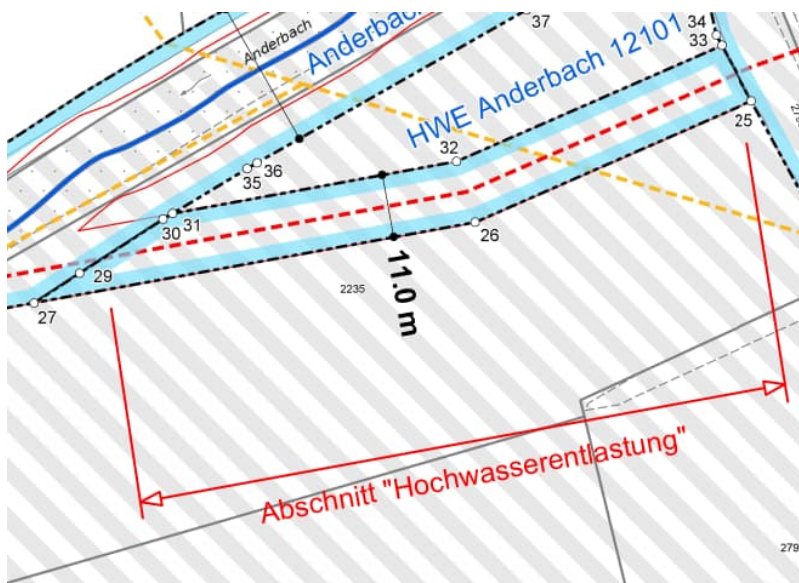 37
34
33
Anderbach
Anderbac
HWE Anderbach 12101
25
32
36
35
31
30
26
29
27
11.0 m
2235
Abschnitt "Hochwasserentlastung"
279